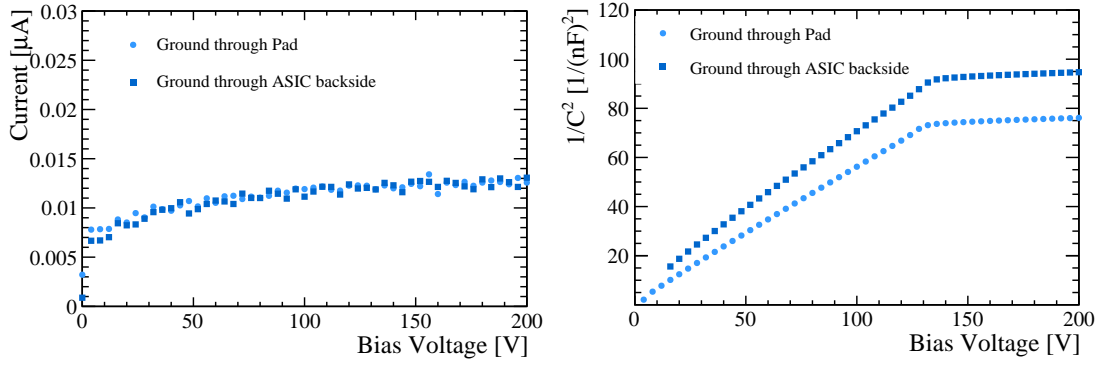 Current [μA]
0.03
0.025
0.02
0.015
0.01
0.005
0
Ground through Pad
Ground through ASIC backside
0
50
100
150
200
Bias Voltage [V]
1/C² [1/(nF)²]
120
100
80
60
40
20
Ground through Pad
Ground through ASIC backside
0
50
100
150
200
Bias Voltage [V]